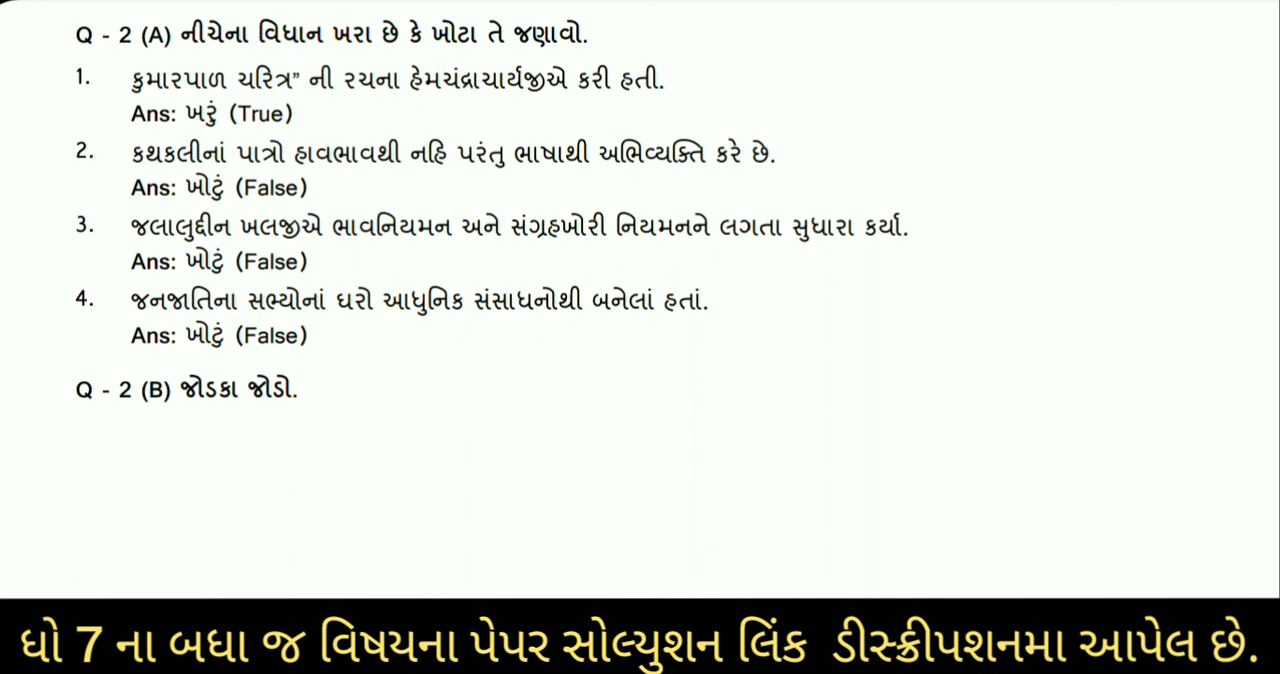 Q - 2 (A) નીચેના વિધાન ખરા છે કે ખોટા તે જણાવો.
1. કુમારપાળ ચરિત્ર” ની રચના હેમચંદ્રાચાર્યજીએ કરી હતી.
Ans: ખરું (True)
2. કથકલીનાં પાત્રો હાવભાવથી નહિ પરંતુ ભાષાથી અભિવ્યક્તિ કરે છે.
Ans: ખોટું (False)
3. જલાલુદ્દીન ખલજીએ ભાવનિયમન અને સંગ્રહખોરી નિયમનને લગતા સુધારા કર્યા.
Ans: ખોટું (False)
4. જનજાતિના સભ્યોનાં ઘરો આધુનિક સંસાધનોથી બનેલાં હતાં.
Ans: ખોટું (False)
Q - 2 (B) જોડકા જોડો.
ધો 7 ના બધા જ વિષયના પેપર સોલ્યુશન લિંક ડીસ્ક્રીપશનમા આપેલ છે.